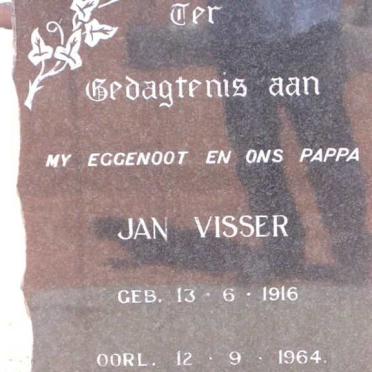 Ter
Gedagtenis aan
MY EGGENOOT EN ONS PAPPA
JAN VISSER
GEB. 13 · 6 · 1916
OORL. 12 · 9 · 1964.